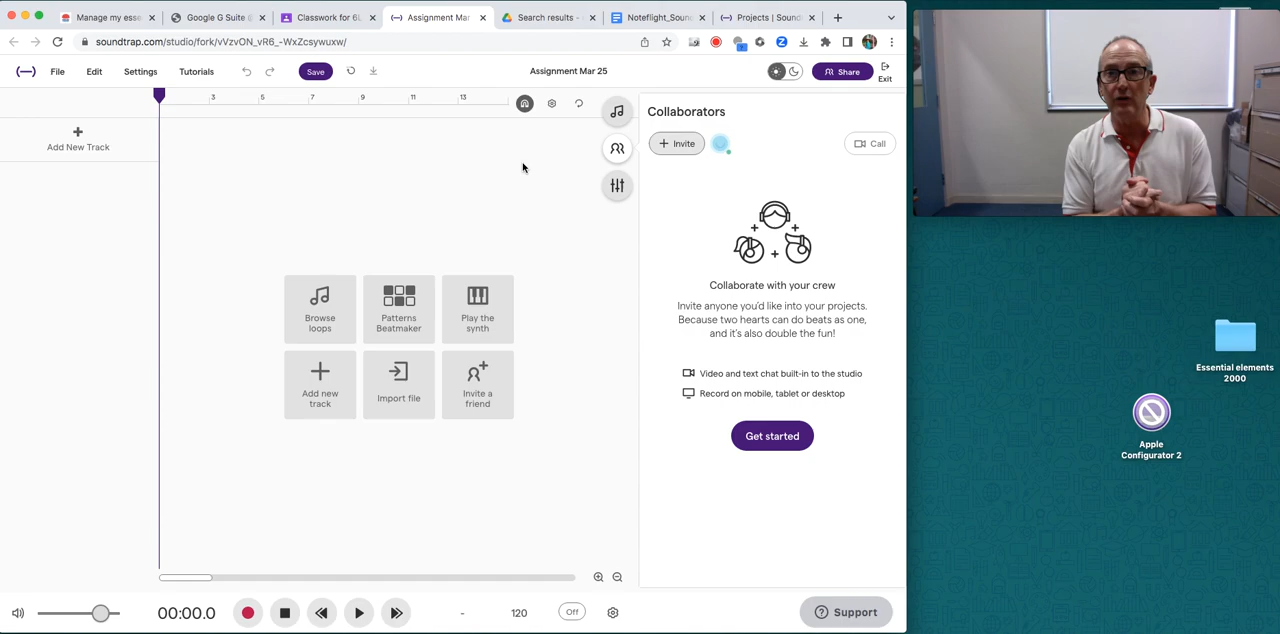 Manage my esse
Google G Suite @
Classwork for 6L
Assignment Mar
Search results -
Noteflight_Soun
Projects | Sound
soundtrap.com/studio/fork/vVzvON_vR6_-WxZcsywuxw/
File Edit Settings Tutorials Save Assignment Mar 25 Share Exit
3 5 7 9 11 13
Add New Track
Collaborators
Invite
Call
Collaborate with your crew
Invite anyone you'd like into your projects.
Because two hearts can do beats as one,
and it's also double the fun!
Video and text chat built-in to the studio
Record on mobile, tablet or desktop
Get started
Browse
loops
Patterns
Beatmaker
Play the
synth
Add new
track
Import file
Invite a
friend
00:00.0
-
120
Off
Support
Essential elements
2000
Apple
Configurator 2